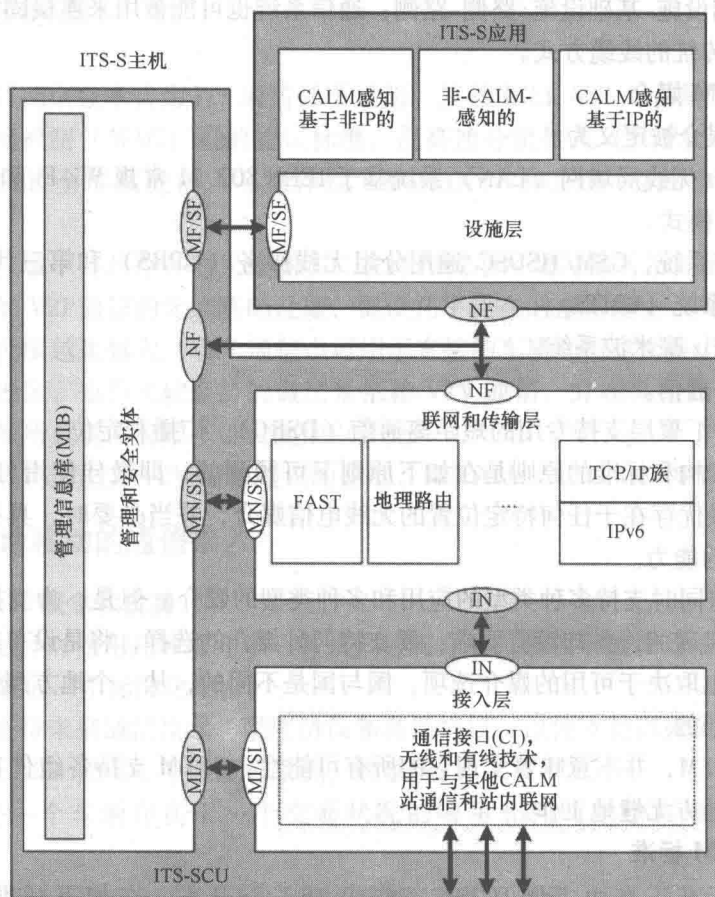 ITS-S主机
ITS-S应用
CALM感知
基于非IP的
非-CALM-
感知的
CALM感知
基于IP的
MF/SF
MF/SF
设施层
NF
NF
NF
联网和传输层
管理信息库(MIB)
管理和安全实体
MI/SN
MI/SN
FAST
地理路由
...
TCP/IP族
IPv6
IN
IN
接入层
MI/SI
MI/SI
通信接口(CI),
无线和有线技术,
用于与其他CALM
站通信和站内联网
ITS-SCU